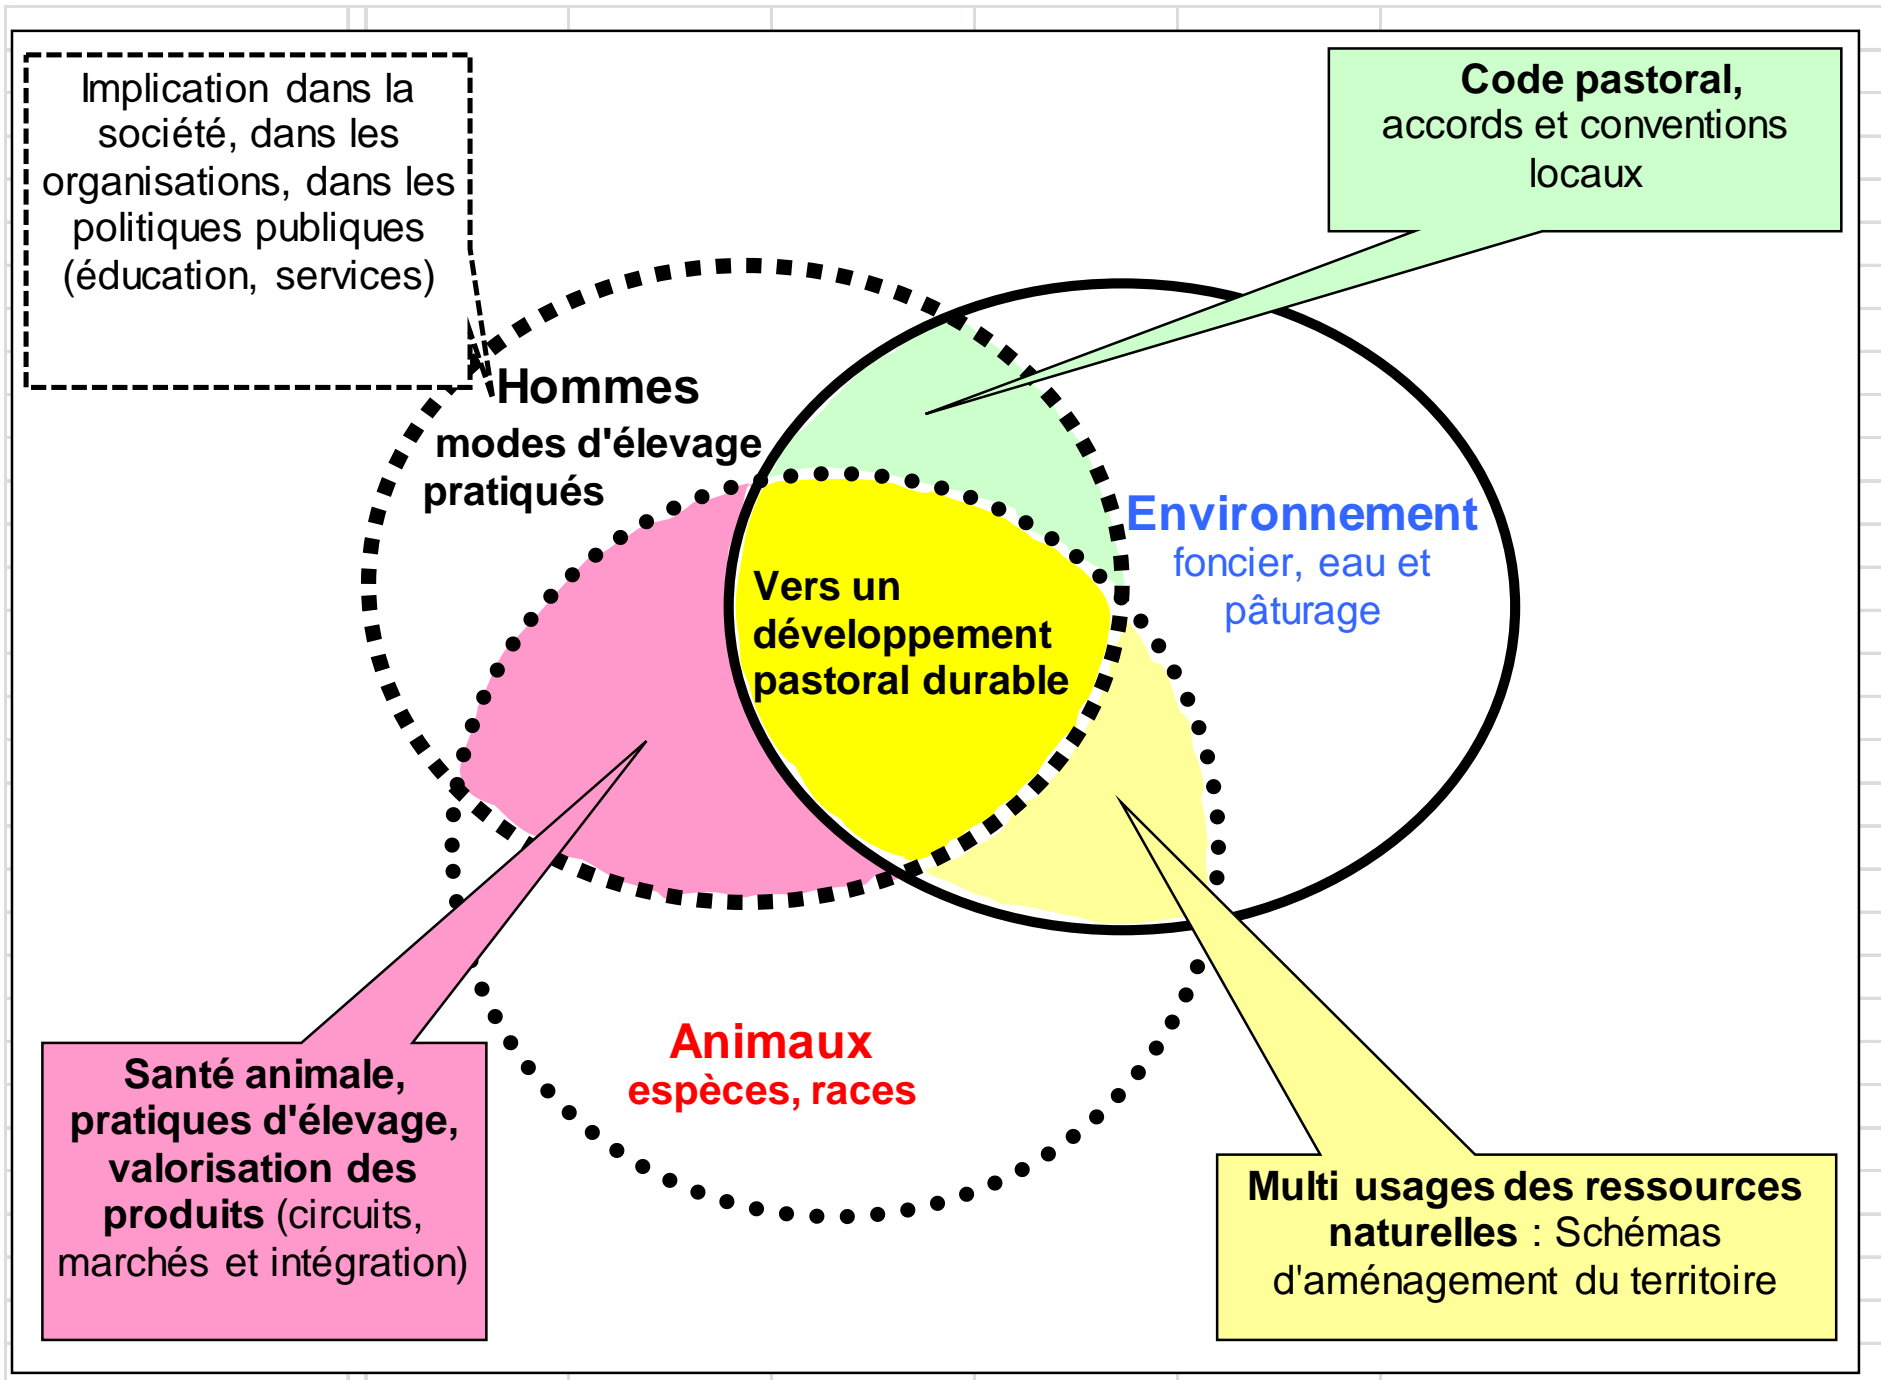 Implication dans la
société, dans les
organisations, dans les
politiques publiques
(éducation, services)
Code pastoral,
accords et conventions
locaux
Hommes
modes d'élevage
pratiqués
Environnement
foncier, eau et
pâturage
Vers un
développement
pastoral durable
Animaux
espèces, races
Santé animale,
pratiques d'élevage,
valorisation des
produits (circuits,
marchés et intégration)
Multi usages des ressources
naturelles : Schémas
d'aménagement du territoire